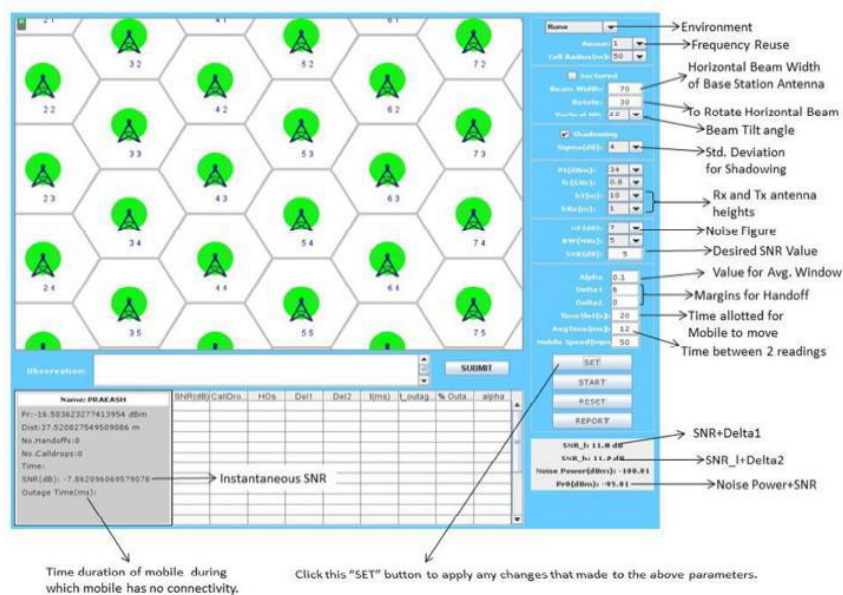 21
41
61
32
52
72
22
42
62
33
53
73
23
43
63
34
54
74
24
44
64
35
55
75
Observation:
SUBMIT
Name: PRAKASH
Pr:-16.503623277413954 dBm
Dist:37.520827549509086 m
No.Handoffs:0
No.Calldrops:0
Time:
SNR(dB): -7.862096069579078
Outage Time(ms):
SNR(dB) CallDro... HOs Del1 Del2 t(ms) t_outag... % Outa... alpha
Instantaneous SNR
Rume
Reuse: 1
Cell Radius(m): 50
Sectored
Beam Width: 70
Rotate: 30
Vertical tilt:
Shadowing
Sigma(dB): 4
Pt(dBm): 34
fc(GHz): 0.6
ht(m): 10
hRx(m): 1
NF(dB): 7
BW(MHz): 5
SNR(dB): 5
Alpha 0.1
Delta1 6
Delta2 0
TimeSlot(s): 20
AvgTime(ms): 12
Mobile Speed(mps 50
SET
START
RESET
REPORT
SNR_l: 11.0 dB
SNR_h: 11.0 dB
Noise Power(dBm): -100.01
Pr0(dBm): -95.01
Environment
Frequency Reuse
Horizontal Beam Width
of Base Station Antenna
To Rotate Horizontal Beam
Beam Tilt angle
Std. Deviation
for Shadowing
Rx and Tx antenna
heights
Noise Figure
Desired SNR Value
Value for Avg. Window
Margins for Handoff
Time allotted for
Mobile to move
Time between 2 readings
SNR+Delta1
SNR_l+Delta2
Noise Power+SNR
Time duration of mobile during
which mobile has no connectivity.
Click this “SET” button to apply any changes that made to the above parameters.